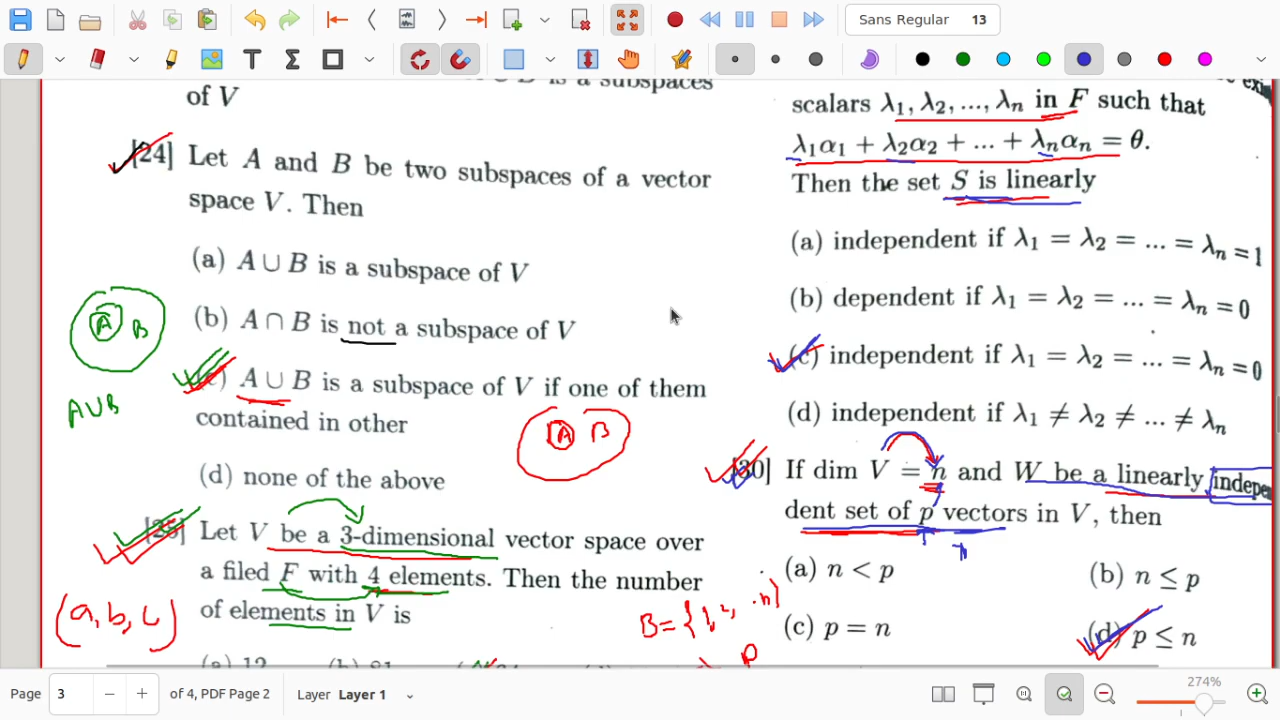 Sans Regular 13
A ∪ B is a subspaces
of V
[24] Let A and B be two subspaces of a vector
space V. Then
(a) A ∪ B is a subspace of V
(b) A ∩ B is not a subspace of V
A ∪ B is a subspace of V if one of them
contained in other
(d) none of the above
A B
AUB
A B
[25] Let V be a 3-dimensional vector space over
a filed F with 4 elements. Then the number
of elements in V is
(a, b, c)
(a) 12 (b) 81
scalars λ1, λ2, ..., λn in F such that
λ1α1 + λ2α2 + ... + λnαn = θ.
Then the set S is linearly
(a) independent if λ1 = λ2 = ... = λn = 1
(b) dependent if λ1 = λ2 = ... = λn = 0
(c) independent if λ1 = λ2 = ... = λn = 0
(d) independent if λ1 ≠ λ2 ≠ ... ≠ λn
[30] If dim V = n and W be a linearly indepen
dent set of p vectors in V, then
n
(a) n < p (b) n ≤ p
(c) p = n (d) p ≤ n
p
Page 3 of 4, PDF Page 2 Layer Layer 1 274%